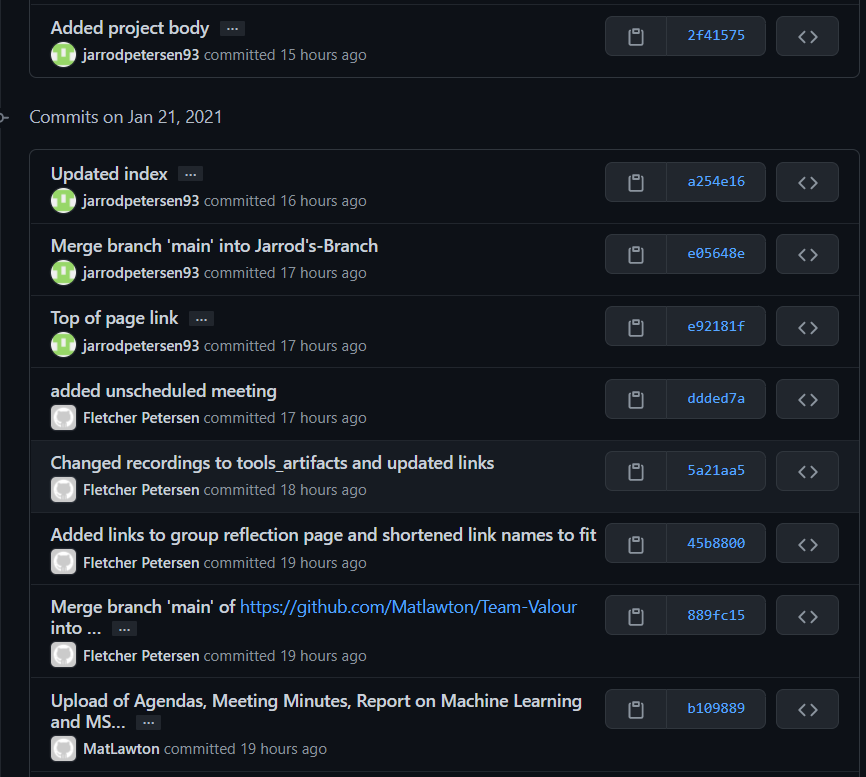 Added project body ...
jarrodpetersen93 committed 15 hours ago
2f41575
Commits on Jan 21, 2021
Updated index ...
jarrodpetersen93 committed 16 hours ago
a254e16
Merge branch 'main' into Jarrod's-Branch
jarrodpetersen93 committed 17 hours ago
e05648e
Top of page link ...
jarrodpetersen93 committed 17 hours ago
e92181f
added unscheduled meeting
Fletcher Petersen committed 17 hours ago
ddded7a
Changed recordings to tools_artifacts and updated links
Fletcher Petersen committed 18 hours ago
5a21aa5
Added links to group reflection page and shortened link names to fit
Fletcher Petersen committed 19 hours ago
45b8800
Merge branch 'main' of https://github.com/Matlawton/Team-Valour
into ... ...
Fletcher Petersen committed 19 hours ago
889fc15
Upload of Agendas, Meeting Minutes, Report on Machine Learning
and MS... ...
MatLawton committed 19 hours ago
b109889